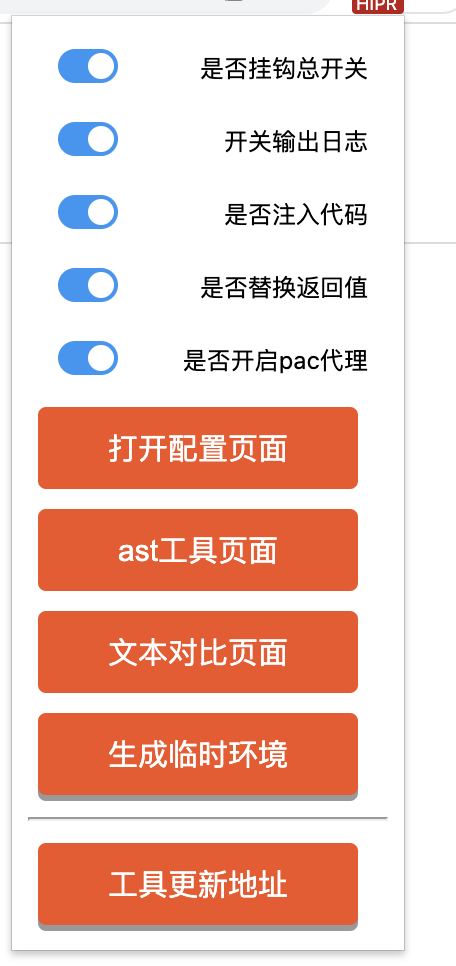 HIPR
是否挂钩总开关
开关输出日志
是否注入代码
是否替换返回值
是否开启pac代理
打开配置页面
ast工具页面
文本对比页面
生成临时环境
工具更新地址